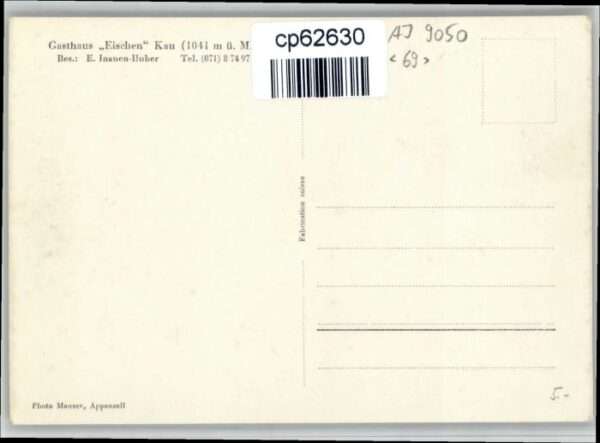 Gasthaus „Eischen" Kau (1041 m ü. M.
Bes.: E. Inauen-Huber Tel. (071) 8 74 97
cp62630
AJ 9050
<69>
Fabrication suisse
Photo Manser, Appenzell
5.-